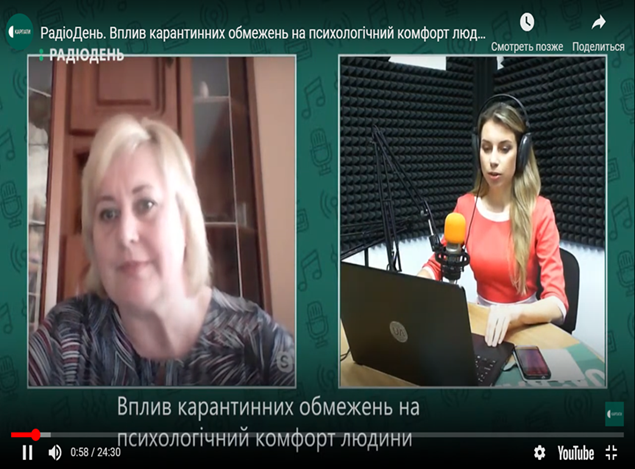 РадіоДень. Вплив карантинних обмежень на психологічний комфорт люд...
Смотреть позже
Поделиться
РАДІОДЕНЬ
Вплив карантинних обмежень на
психологічний комфорт людини
0:58 / 24:30
YouTube